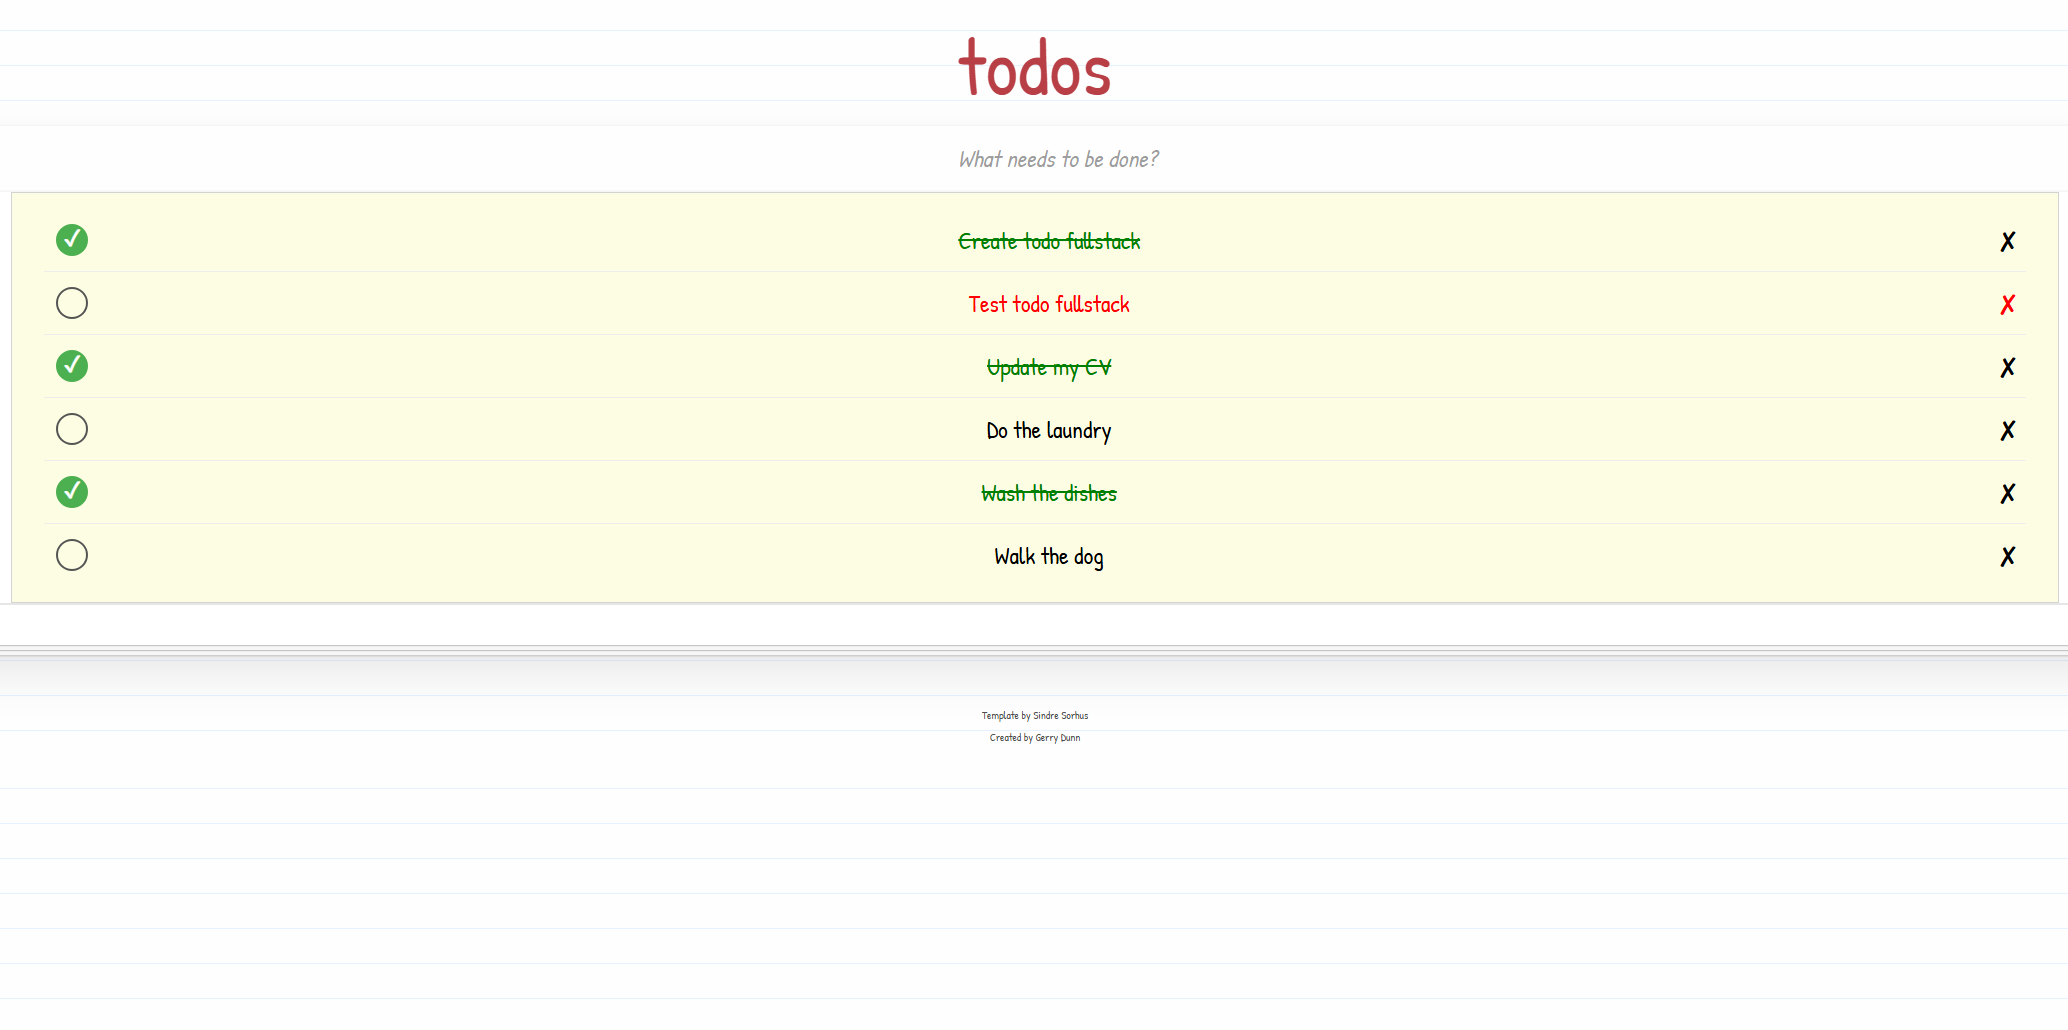 todos
What needs to be done?
✓ Create todo fullstack ✗
Test todo fullstack ✗
✓ Update my CV ✗
Do the laundry ✗
✓ Wash the dishes ✗
Walk the dog ✗
Template by Sindre Sorhus
Created by Gerry Dunn